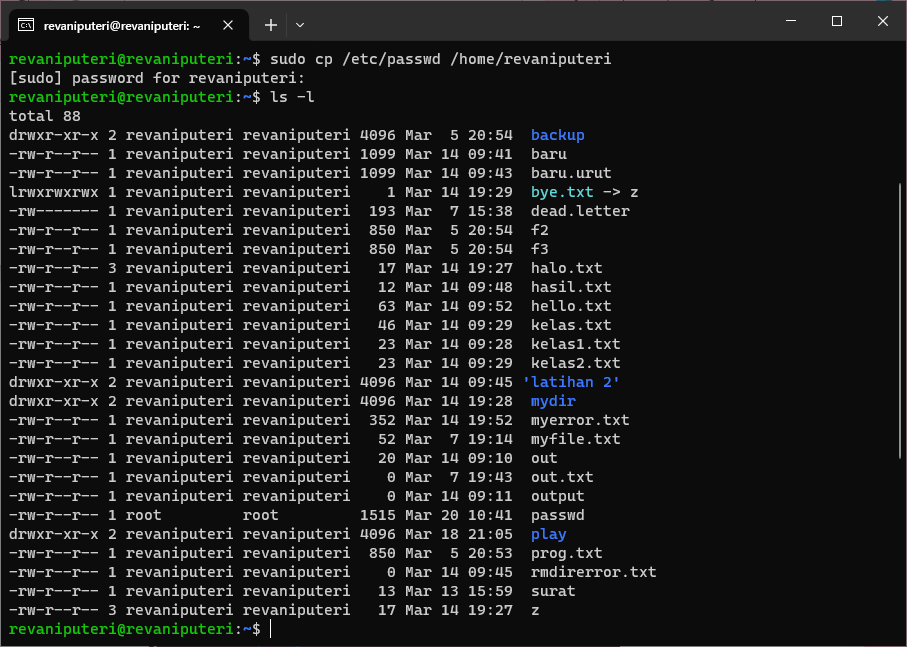 revaniputeri@revaniputeri: ~
revaniputeri@revaniputeri:~$ sudo cp /etc/passwd /home/revaniputeri
[sudo] password for revaniputeri:
revaniputeri@revaniputeri:~$ ls -l
total 88
drwxr-xr-x 2 revaniputeri revaniputeri 4096 Mar  5 20:54  backup
-rw-r--r-- 1 revaniputeri revaniputeri 1099 Mar 14 09:41  baru
-rw-r--r-- 1 revaniputeri revaniputeri 1099 Mar 14 09:43  baru.urut
lrwxrwxrwx 1 revaniputeri revaniputeri    1 Mar 14 19:29  bye.txt -> z
-rw------- 1 revaniputeri revaniputeri  193 Mar  7 15:38  dead.letter
-rw-r--r-- 1 revaniputeri revaniputeri  850 Mar  5 20:54  f2
-rw-r--r-- 1 revaniputeri revaniputeri  850 Mar  5 20:54  f3
-rw-r--r-- 3 revaniputeri revaniputeri   17 Mar 14 19:27  halo.txt
-rw-r--r-- 1 revaniputeri revaniputeri   12 Mar 14 09:48  hasil.txt
-rw-r--r-- 1 revaniputeri revaniputeri   63 Mar 14 09:52  hello.txt
-rw-r--r-- 1 revaniputeri revaniputeri   46 Mar 14 09:29  kelas.txt
-rw-r--r-- 1 revaniputeri revaniputeri   23 Mar 14 09:28  kelas1.txt
-rw-r--r-- 1 revaniputeri revaniputeri   23 Mar 14 09:29  kelas2.txt
drwxr-xr-x 2 revaniputeri revaniputeri 4096 Mar 14 09:45 'latihan 2'
drwxr-xr-x 2 revaniputeri revaniputeri 4096 Mar 14 19:28  mydir
-rw-r--r-- 1 revaniputeri revaniputeri  352 Mar 14 19:52  myerror.txt
-rw-r--r-- 1 revaniputeri revaniputeri   52 Mar  7 19:14  myfile.txt
-rw-r--r-- 1 revaniputeri revaniputeri   20 Mar 14 09:10  out
-rw-r--r-- 1 revaniputeri revaniputeri    0 Mar  7 19:43  out.txt
-rw-r--r-- 1 revaniputeri revaniputeri    0 Mar 14 09:11  output
-rw-r--r-- 1 root         root         1515 Mar 20 10:41  passwd
drwxr-xr-x 2 revaniputeri revaniputeri 4096 Mar 18 21:05  play
-rw-r--r-- 1 revaniputeri revaniputeri  850 Mar  5 20:53  prog.txt
-rw-r--r-- 1 revaniputeri revaniputeri    0 Mar 14 09:45  rmdirerror.txt
-rw-r--r-- 1 revaniputeri revaniputeri   13 Mar 13 15:59  surat
-rw-r--r-- 3 revaniputeri revaniputeri   17 Mar 14 19:27  z
revaniputeri@revaniputeri:~$